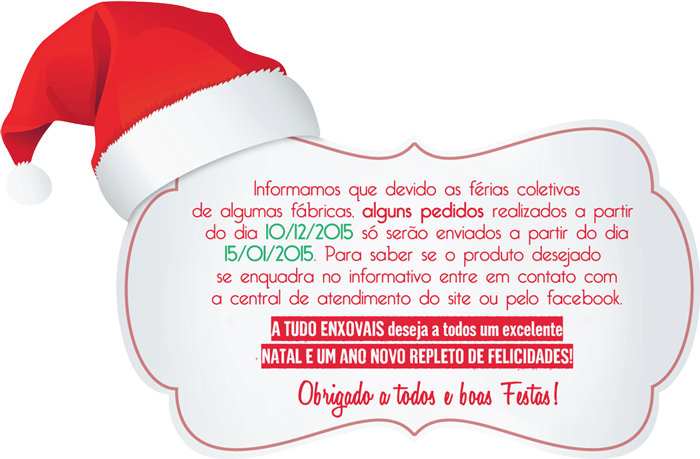 Informamos que devido as férias coletivas
de algumas fábricas, alguns pedidos realizados a partir
do dia 10/12/2015 só serão enviados a partir do dia
15/01/2015. Para saber se o produto desejado
se enquadra no informativo entre em contato com
a central de atendimento do site ou pelo facebook.
A TUDO ENXOVAIS deseja a todos um excelente
NATAL E UM ANO NOVO REPLETO DE FELICIDADES!
Obrigado a todos e boas Festas!